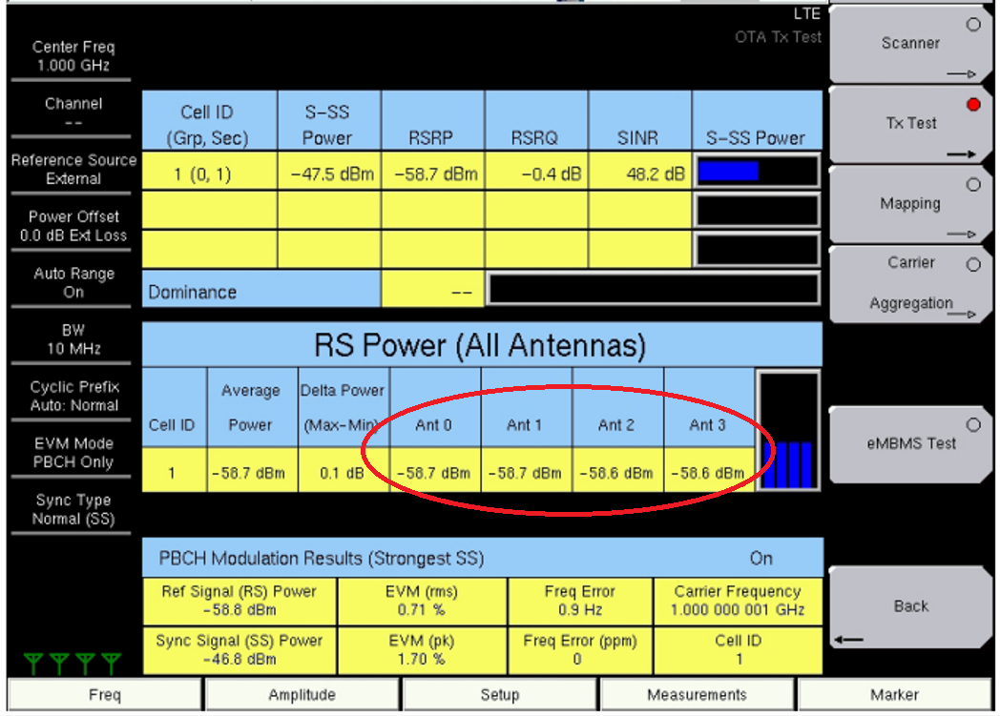 LTE
OTA Tx Test
Center Freq
1.000 GHz
Channel
--
Reference Source
External
Power Offset
0.0 dB Ext Loss
Auto Range
On
BW
10 MHz
Cyclic Prefix
Auto: Normal
EVM Mode
PBCH Only
Sync Type
Normal (SS)
Cell ID
(Grp, Sec)
S-SS
Power
RSRP
RSRQ
SINR
S-SS Power
1 (0, 1)
-47.5 dBm
-58.7 dBm
-0.4 dB
48.2 dB
Dominance
--
RS Power (All Antennas)
Cell ID
Average
Power
Delta Power
(Max-Min)
Ant 0
Ant 1
Ant 2
Ant 3
1
-58.7 dBm
0.1 dB
-58.7 dBm
-58.7 dBm
-58.6 dBm
-58.6 dBm
PBCH Modulation Results (Strongest SS)
On
Ref Signal (RS) Power
-58.8 dBm
EVM (rms)
0.71 %
Freq Error
0.9 Hz
Carrier Frequency
1.000 000 001 GHz
Sync Signal (SS) Power
-46.8 dBm
EVM (pk)
1.70 %
Freq Error (ppm)
0
Cell ID
1
Scanner
Tx Test
Mapping
Carrier
Aggregation
eMBMS Test
Back
Freq
Amplitude
Setup
Measurements
Marker